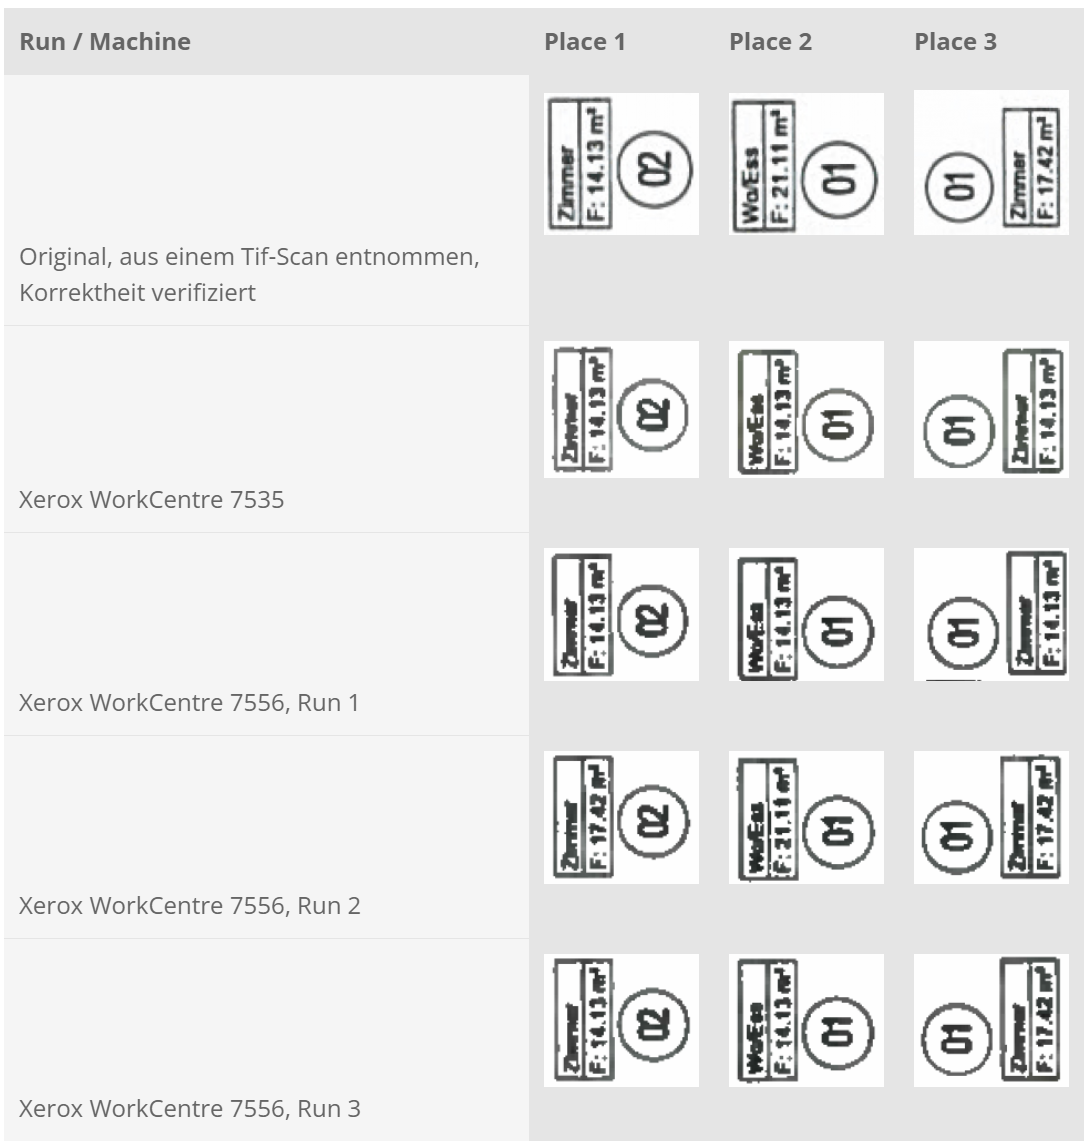 Run / Machine Place 1 Place 2 Place 3
Zimmer
F: 14.13 m²
02
Wo/Ess
F: 21.11 m²
01
01
Zimmer
F: 17.42 m²
Original, aus einem Tif-Scan entnommen,
Korrektheit verifiziert
Zimmer
F: 14.13 m²
02
Wo/Ess
F: 14.13 m²
01
01
Zimmer
F: 14.13 m²
Xerox WorkCentre 7535
Zimmer
F: 14.13 m²
02
Wo/Ess
F: 14.13 m²
01
01
Zimmer
F: 14.13 m²
Xerox WorkCentre 7556, Run 1
Zimmer
F: 17.42 m²
02
Wo/Ess
F: 21.11 m²
01
01
Zimmer
F: 17.42 m²
Xerox WorkCentre 7556, Run 2
Zimmer
F: 14.13 m²
02
Wo/Ess
F: 14.13 m²
01
01
Zimmer
F: 17.42 m²
Xerox WorkCentre 7556, Run 3